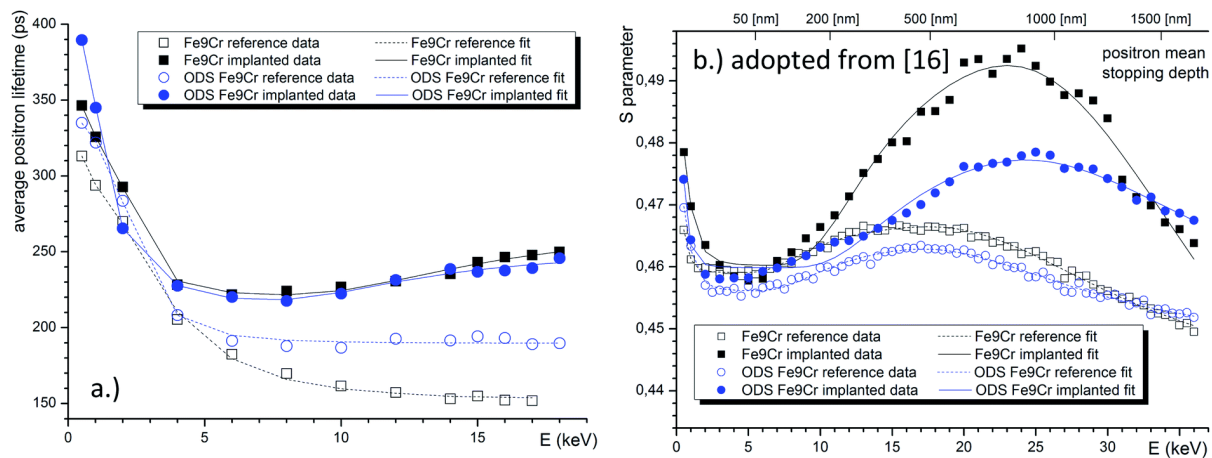 average positron lifetime (ps)
400
350
300
250
200
150
Fe9Cr reference data
Fe9Cr reference fit
Fe9Cr implanted data
Fe9Cr implanted fit
ODS Fe9Cr reference data
ODS Fe9Cr reference fit
ODS Fe9Cr implanted data
ODS Fe9Cr implanted fit
a.)
0 5 10 15
E (keV)
50 [nm] 200 [nm] 500 [nm] 1000 [nm] 1500 [nm]
b.) adopted from [16]
positron mean
stopping depth
S parameter
0,49
0,48
0,47
0,46
0,45
0,44
Fe9Cr reference data
Fe9Cr reference fit
Fe9Cr implanted data
Fe9Cr implanted fit
ODS Fe9Cr reference data
ODS Fe9Cr reference fit
ODS Fe9Cr implanted data
ODS Fe9Cr implanted fit
0 5 10 15 20 25 30
E (keV)